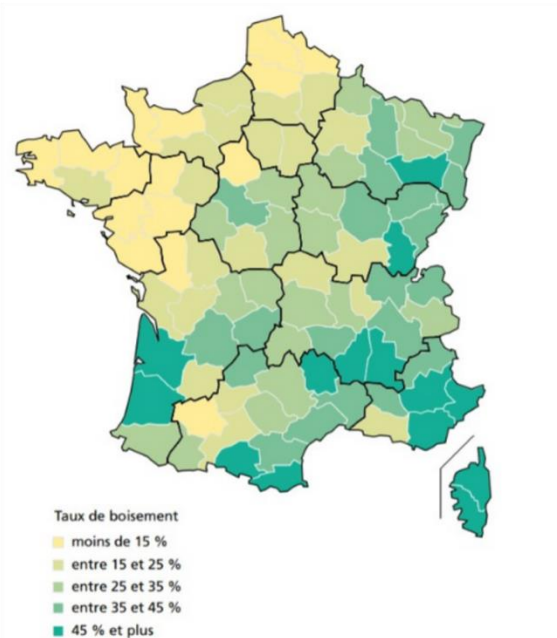 Taux de boisement
moins de 15 %
entre 15 et 25 %
entre 25 et 35 %
entre 35 et 45 %
45 % et plus